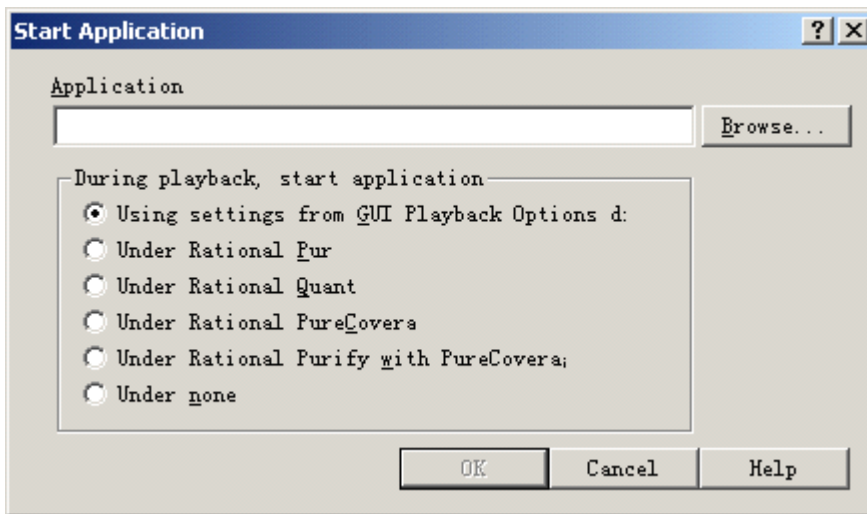 Start Application
Application
Browse...
During playback, start application
Using settings from GUI Playback Options d:
Under Rational Pur
Under Rational Quant
Under Rational PureCovera
Under Rational Purify with PureCovera;
Under none
OK Cancel Help